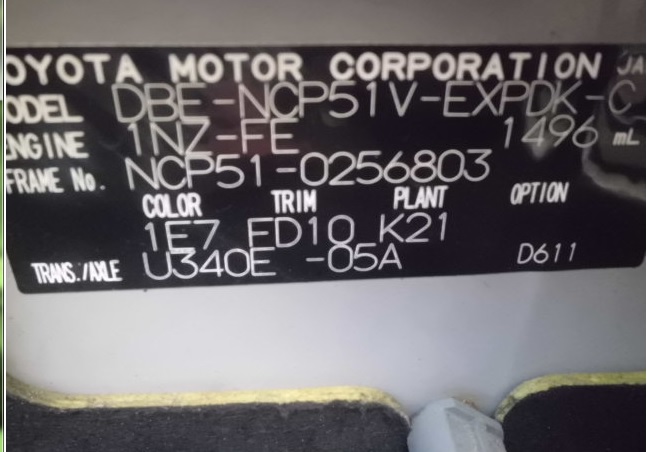 OYOTA MOTOR CORPORATION JA
ODEL DBE-NCP51V-EXPDK-C
NGINE 1NZ-FE 1496 mL
FRAME No. NCP51-0256803
COLOR TRIM PLANT OPTION
1E7 FD10 K21
TRANS./AXLE U340E -05A D611